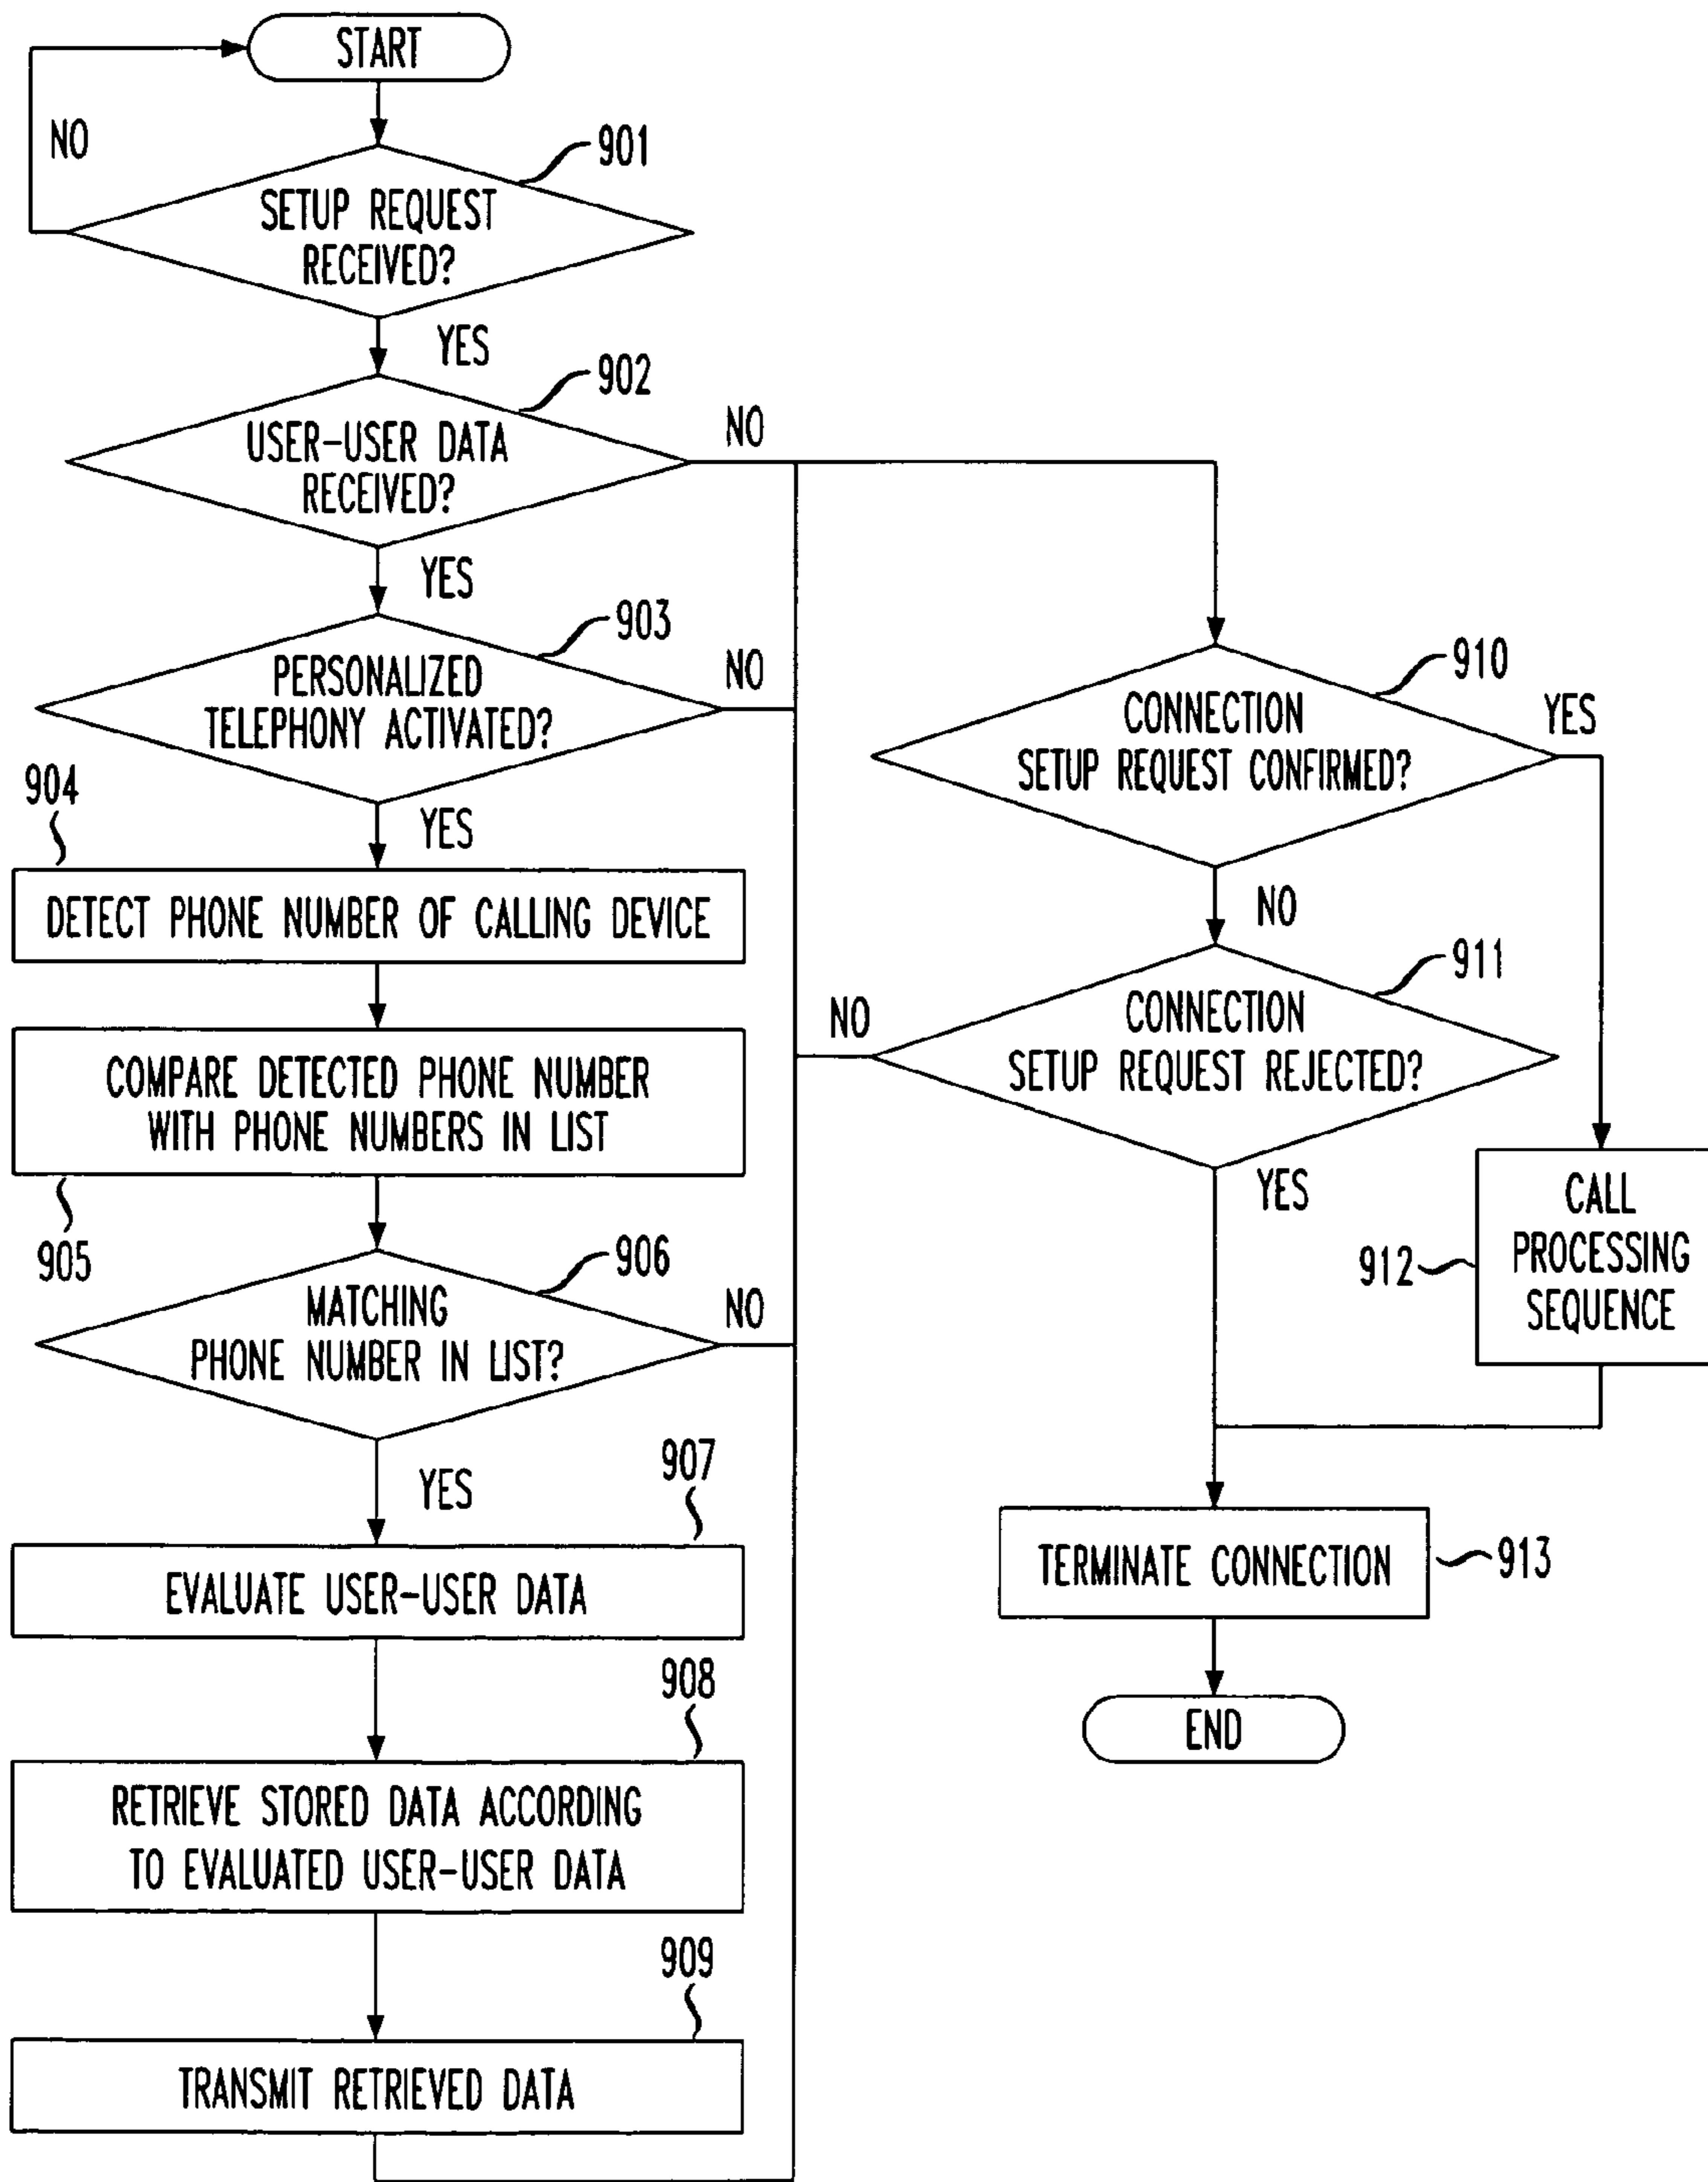 START
NO
901
SETUP REQUEST
RECEIVED?
YES
902
USER-USER DATA
RECEIVED?
NO
YES
903
PERSONALIZED
TELEPHONY ACTIVATED?
NO
904
YES
DETECT PHONE NUMBER OF CALLING DEVICE
COMPARE DETECTED PHONE NUMBER
WITH PHONE NUMBERS IN LIST
905
906
MATCHING
PHONE NUMBER IN LIST?
NO
YES
907
EVALUATE USER-USER DATA
908
RETRIEVE STORED DATA ACCORDING
TO EVALUATED USER-USER DATA
909
TRANSMIT RETRIEVED DATA
910
CONNECTION
SETUP REQUEST CONFIRMED?
YES
NO
911
CONNECTION
SETUP REQUEST REJECTED?
NO
YES
912
CALL
PROCESSING
SEQUENCE
TERMINATE CONNECTION
913
END